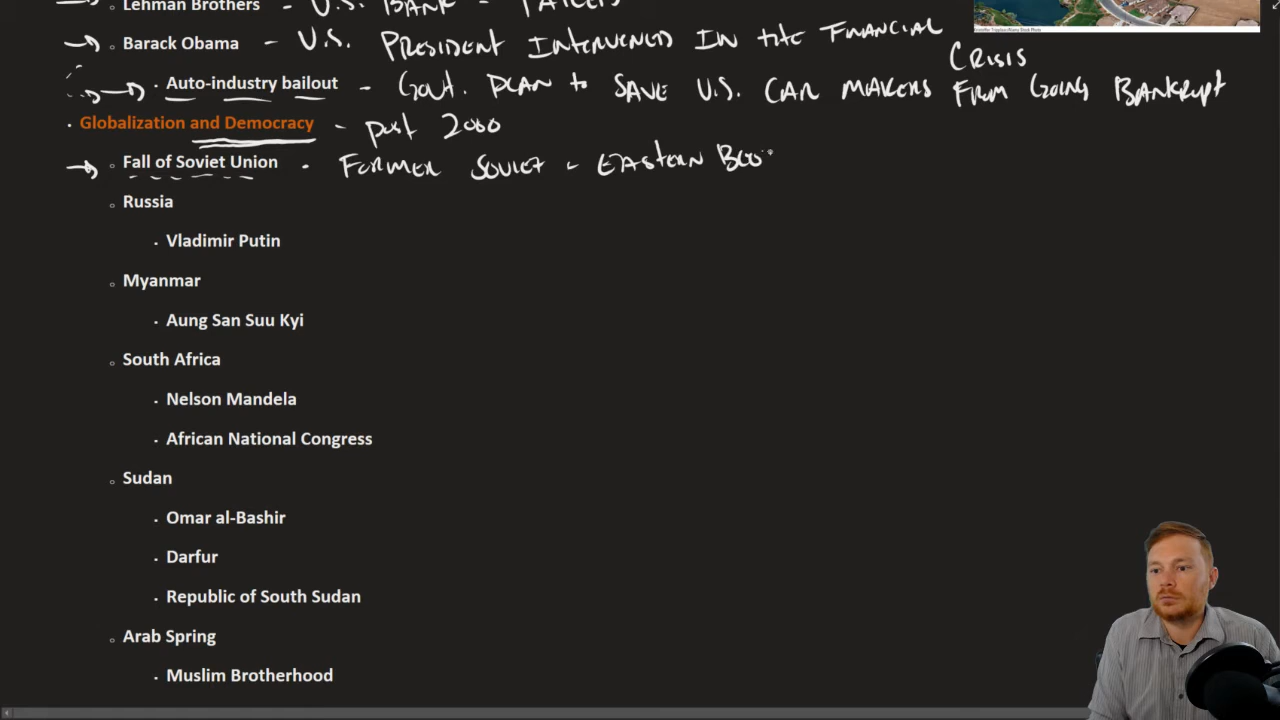 Lehman Brothers - U.S. BANK - FAILED
Barack Obama - U.S. PRESIDENT INTERVENED IN the FINANCIAL CRISIS
Auto-industry bailout - Govt. PLAN to SAVE U.S. CAR MAKERS FROM GOING BANKRUPT
Globalization and Democracy - post 2000
Fall of Soviet Union - FORMER SOVIET - EASTERN
Russia
Vladimir Putin
Myanmar
Aung San Suu Kyi
South Africa
Nelson Mandela
African National Congress
Sudan
Omar al-Bashir
Darfur
Republic of South Sudan
Arab Spring
Muslim Brotherhood